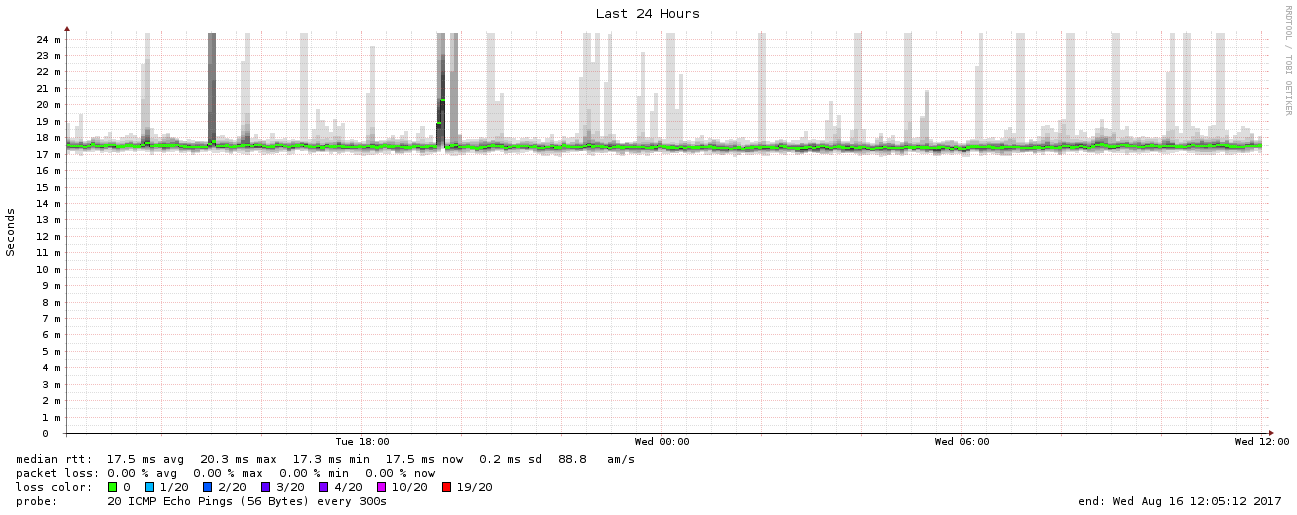 Last 24 Hours
RRDTOOL / TOBI OETIKER
Seconds
24 m
23 m
22 m
21 m
20 m
19 m
18 m
17 m
16 m
15 m
14 m
13 m
12 m
11 m
10 m
9 m
8 m
7 m
6 m
5 m
4 m
3 m
2 m
1 m
0
Tue 18:00 Wed 00:00 Wed 06:00 Wed 12:00
median rtt: 17.5 ms avg 20.3 ms max 17.3 ms min 17.5 ms now 0.2 ms sd 88.8 am/s
packet loss: 0.00 % avg 0.00 % max 0.00 % min 0.00 % now
loss color: 0 1/20 2/20 3/20 4/20 10/20 19/20
probe: 20 ICMP Echo Pings (56 Bytes) every 300s end: Wed Aug 16 12:05:12 2017